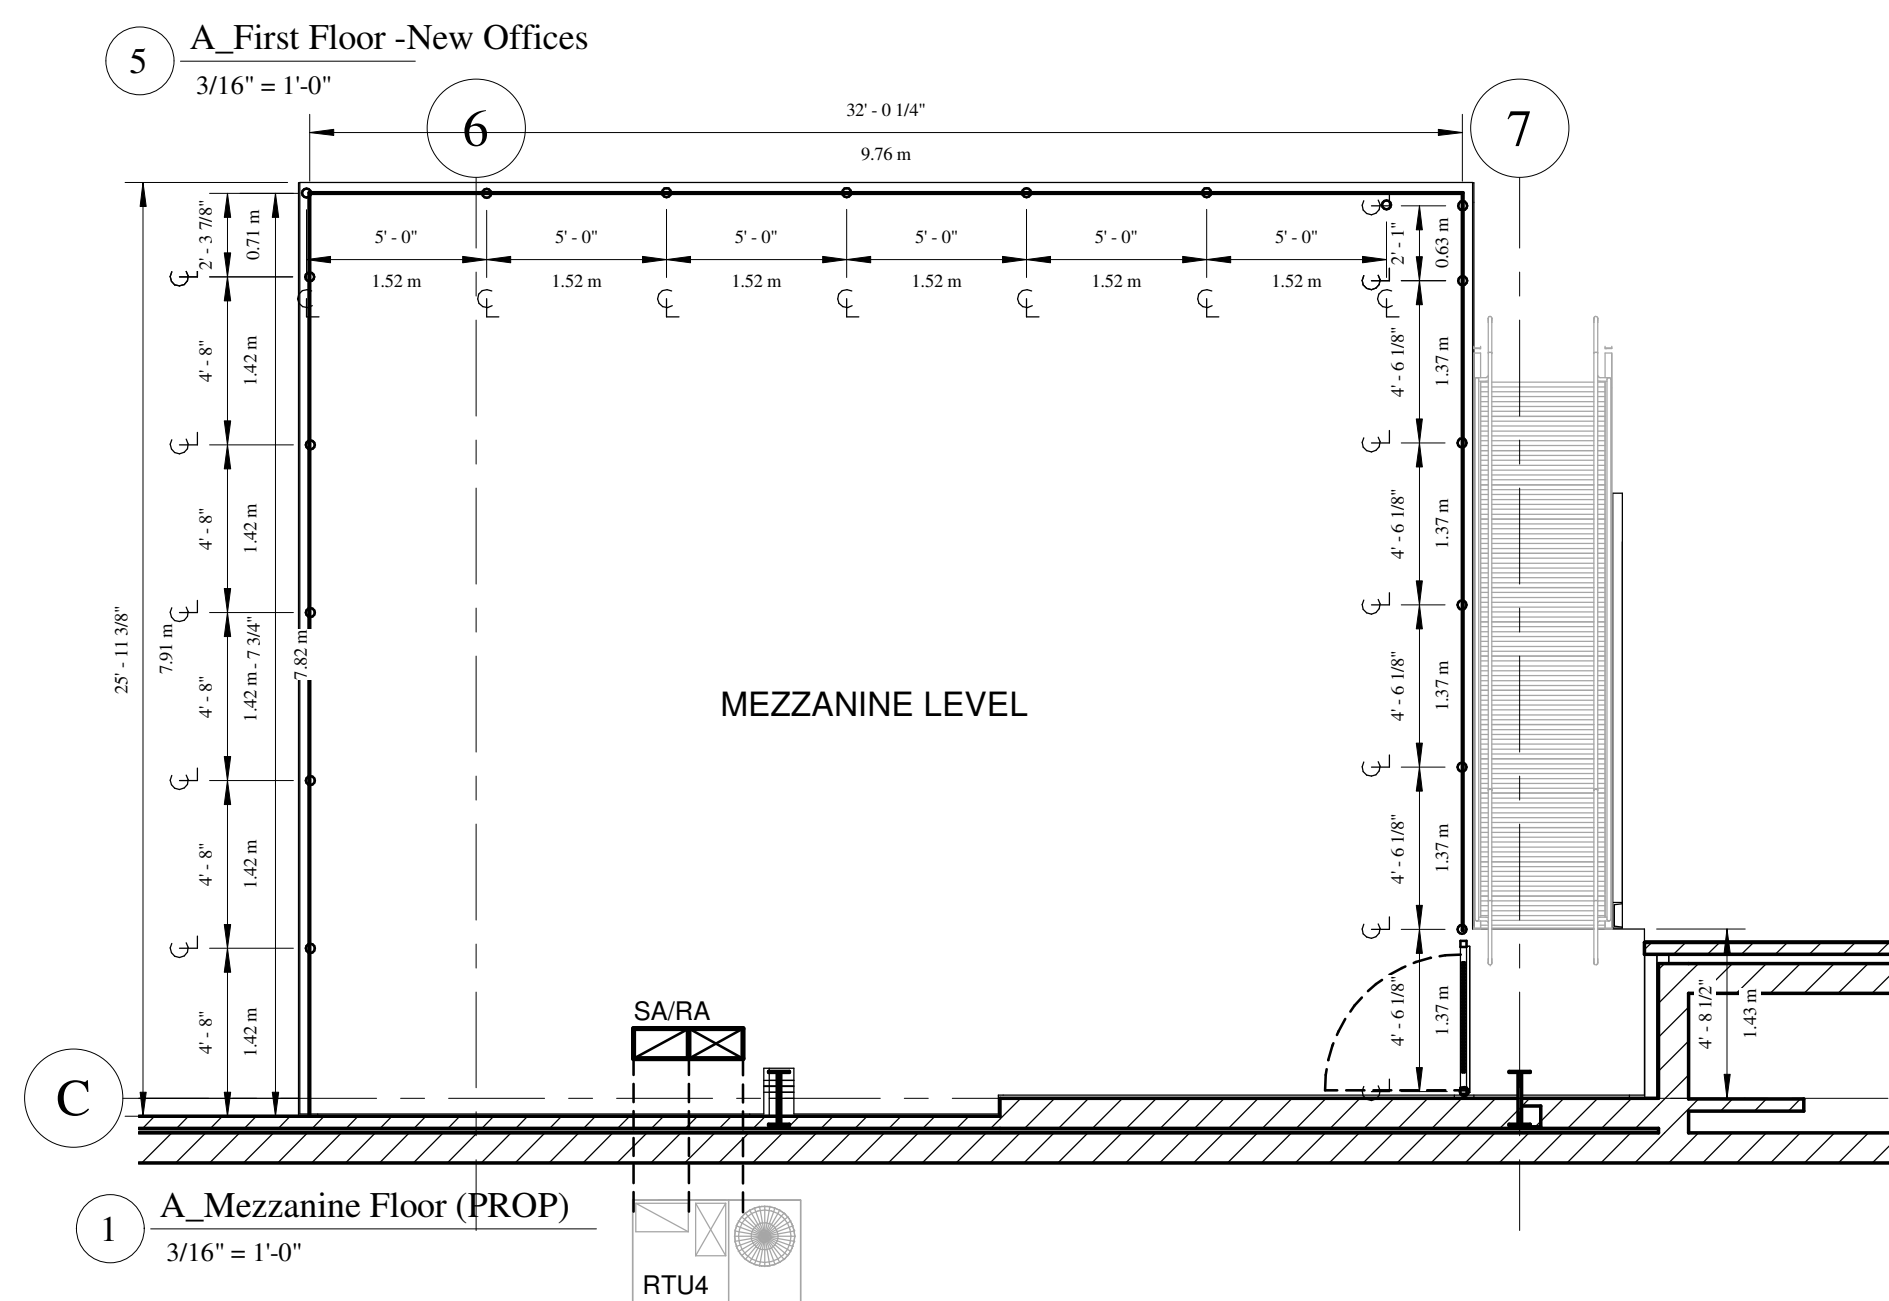 5
A_First Floor -New Offices
3/16" = 1'-0"
6
7
32' - 0 1/4"
9.76 m
5' - 0"
5' - 0"
5' - 0"
5' - 0"
5' - 0"
5' - 0"
1.52 m
1.52 m
1.52 m
1.52 m
1.52 m
1.52 m
25' - 11 3/8"
7.91 m
2' - 3 7/8"
0.71 m
4' - 8"
1.42 m
4' - 8"
1.42 m
4' - 8"
1.42 m - 7 3/4"
7.82 m
4' - 8"
1.42 m
4' - 8"
1.42 m
2' - 1"
0.63 m
4' - 6 1/8"
1.37 m
4' - 6 1/8"
1.37 m
4' - 6 1/8"
1.37 m
4' - 6 1/8"
1.37 m
4' - 6 1/8"
1.37 m
4' - 8 1/2"
1.43 m
MEZZANINE LEVEL
SA/RA
C
1
A_Mezzanine Floor (PROP)
3/16" = 1'-0"
RTU4